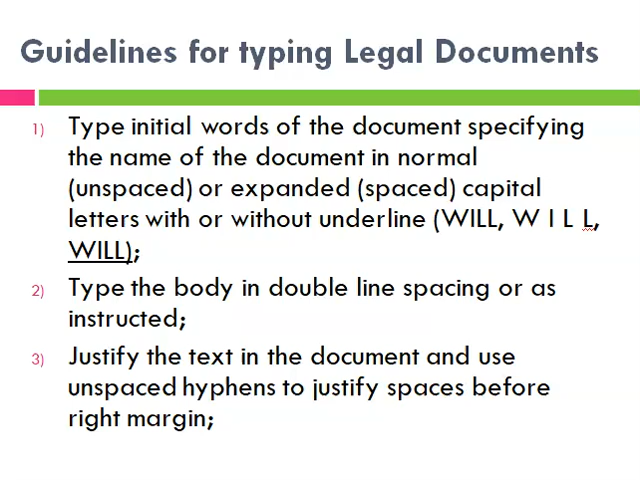 Guidelines for typing Legal Documents
1) Type initial words of the document specifying
the name of the document in normal
(unspaced) or expanded (spaced) capital
letters with or without underline (WILL, W I L L,
WILL);
2) Type the body in double line spacing or as
instructed;
3) Justify the text in the document and use
unspaced hyphens to justify spaces before
right margin;